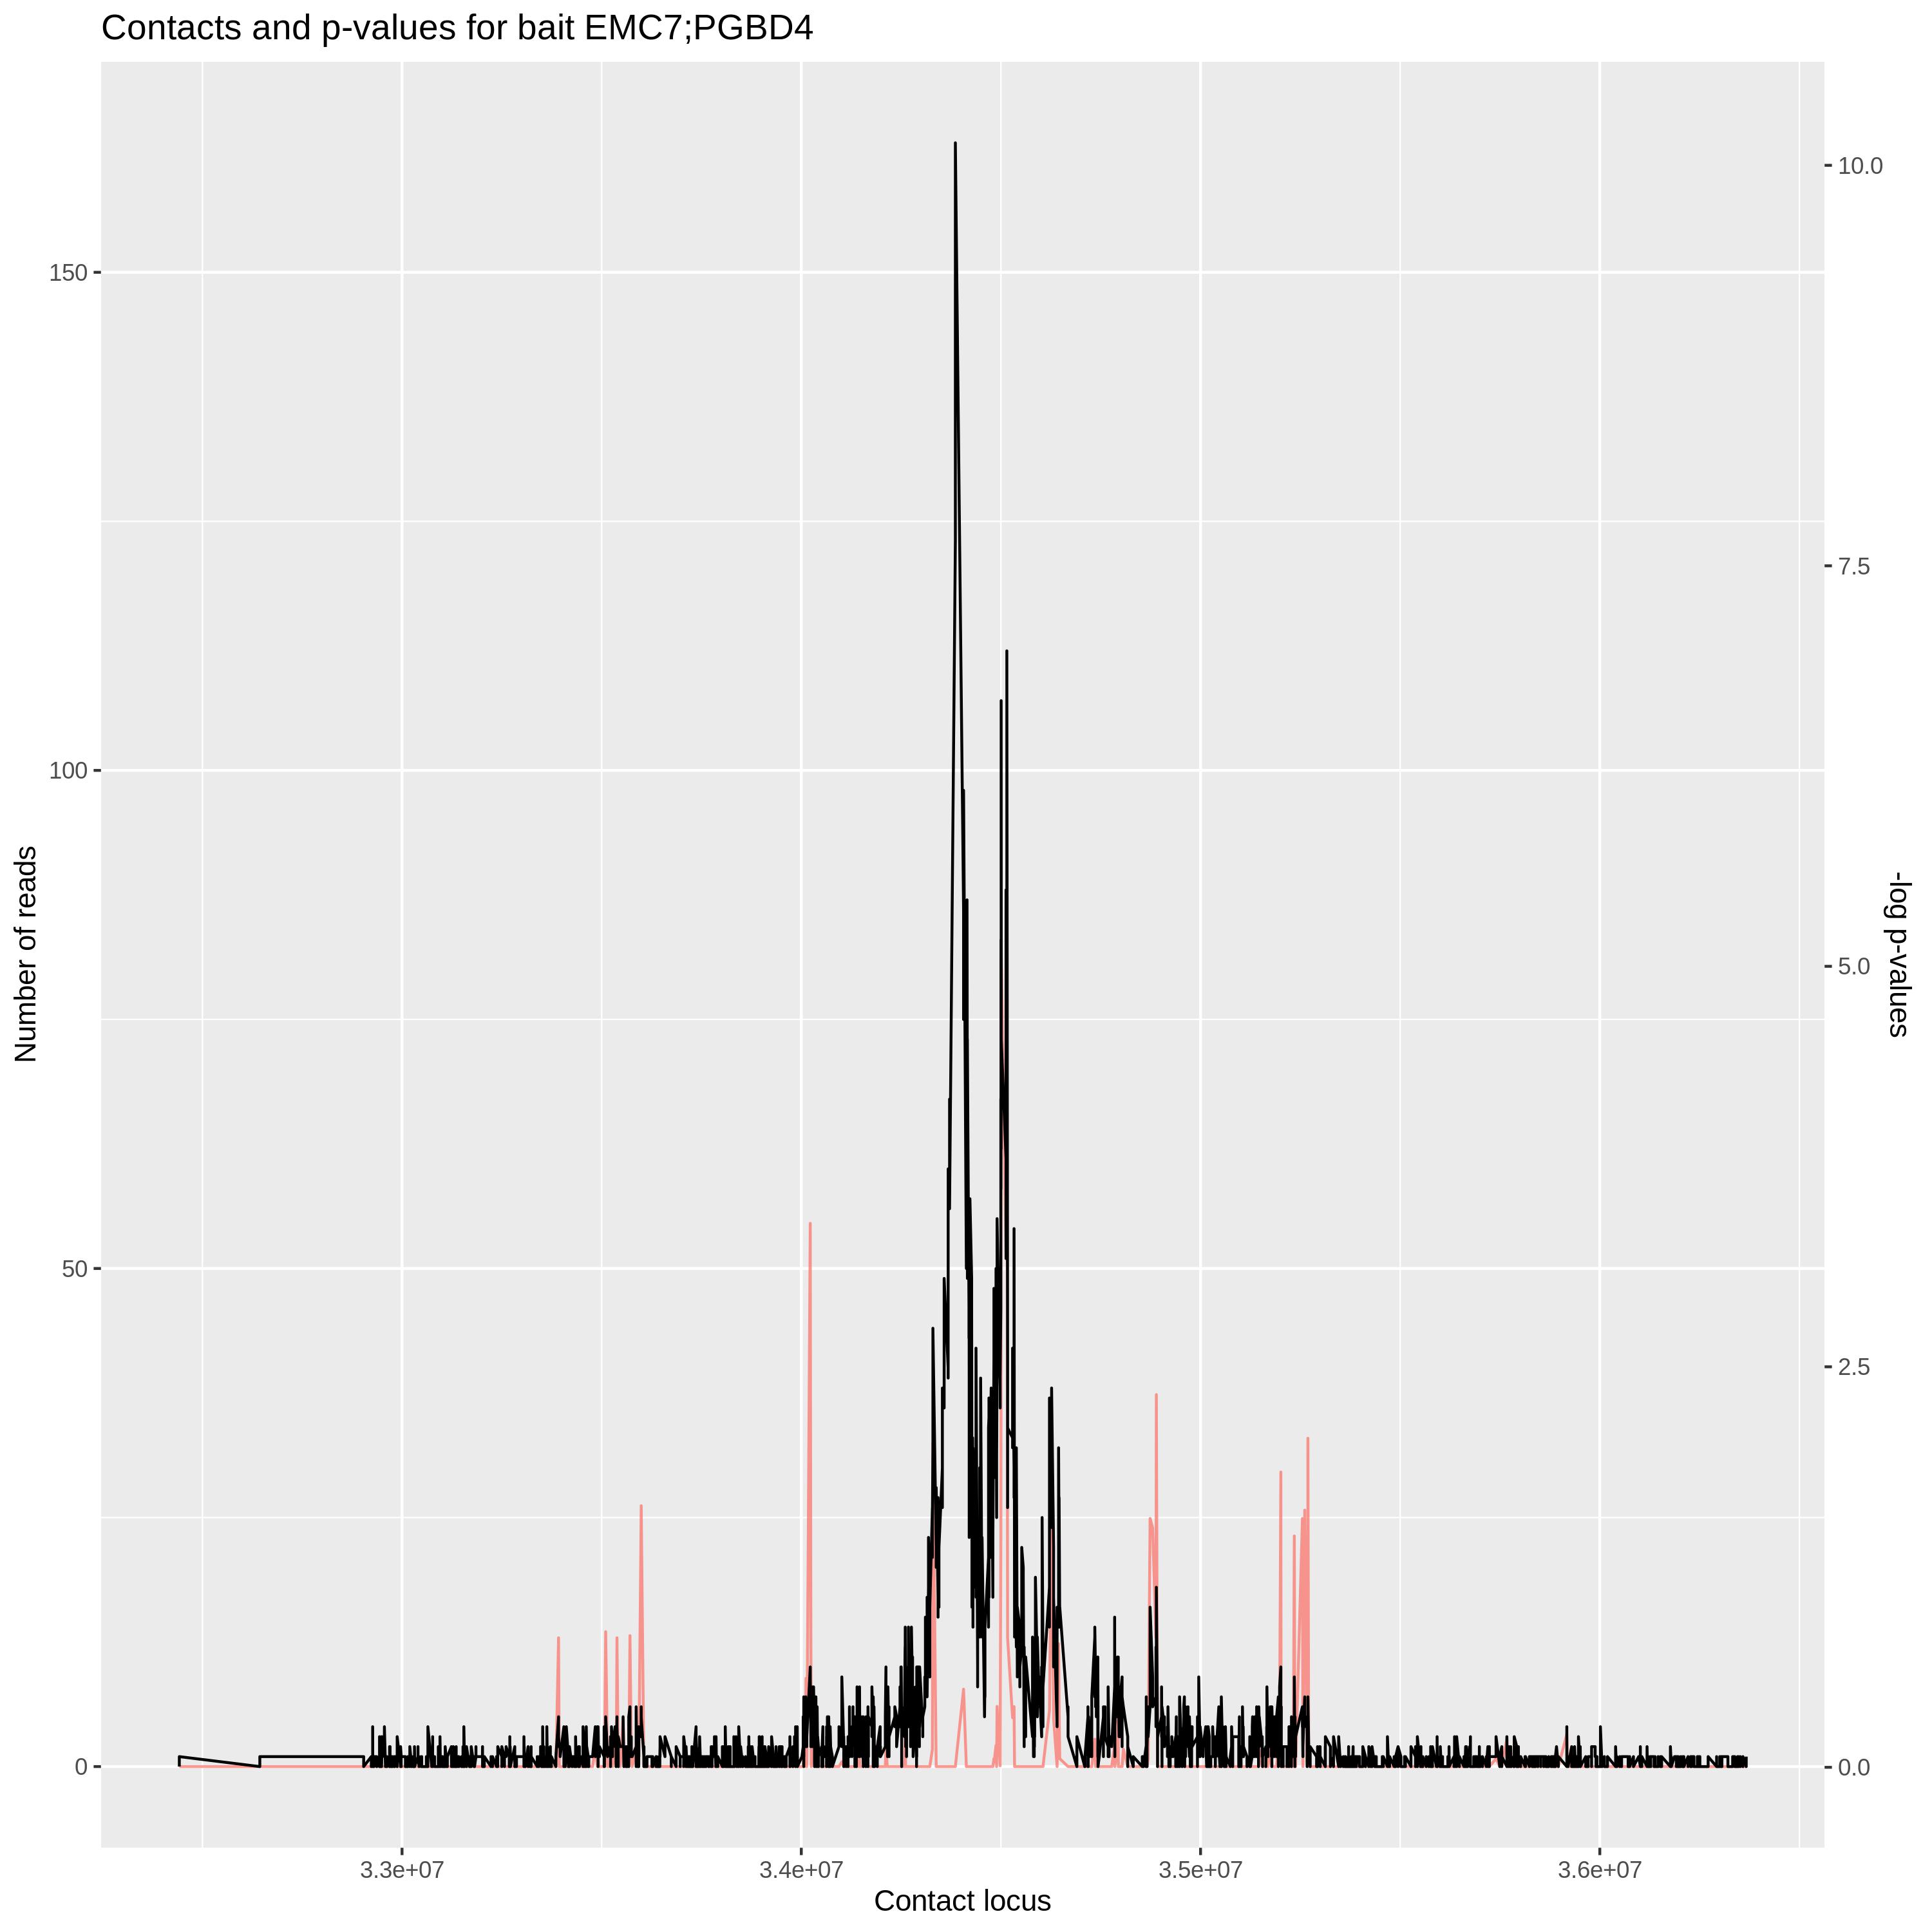 Contacts and p-values for bait EMC7;PGBD4
150
100
50
0
Number of reads
10.0
7.5
5.0
2.5
0.0
-log p-values
3.3e+07
3.4e+07
3.5e+07
3.6e+07
Contact locus